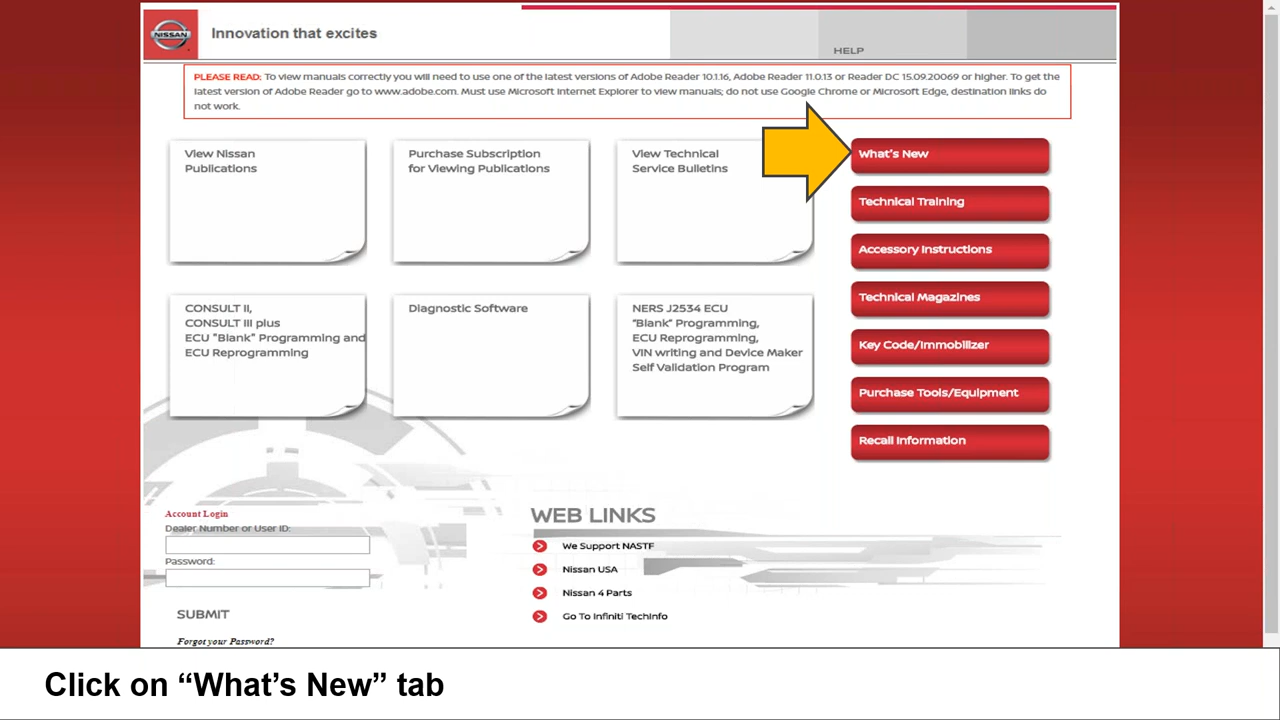 NISSAN
Innovation that excites
HELP
PLEASE READ: To view manuals correctly you will need to use one of the latest versions of Adobe Reader 10.1.16, Adobe Reader 11.0.13 or Reader DC 15.09.20069 or higher. To get the
latest version of Adobe Reader go to www.adobe.com. Must use Microsoft Internet Explorer to view manuals; do not use Google Chrome or Microsoft Edge, destination links do
not work.
View Nissan
Publications
Purchase Subscription
for Viewing Publications
View Technical
Service Bulletins
CONSULT II,
CONSULT III plus
ECU "Blank" Programming and
ECU Reprogramming
Diagnostic Software
NERS J2534 ECU
"Blank" Programming,
ECU Reprogramming,
VIN writing and Device Maker
Self Validation Program
What's New
Technical Training
Accessory Instructions
Technical Magazines
Key Code/Immobilizer
Purchase Tools/Equipment
Recall Information
Account Login
Dealer Number or User ID:
Password:
SUBMIT
Forgot your Password?
WEB LINKS
We Support NASTF
Nissan USA
Nissan 4 Parts
Go To Infiniti TechInfo
Click on “What’s New” tab